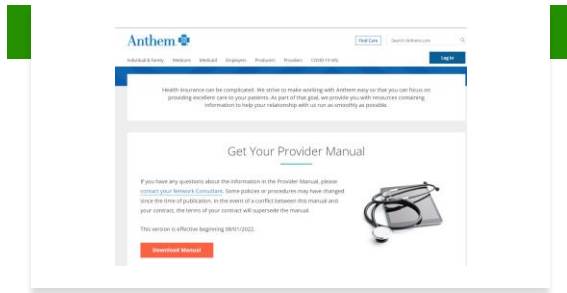 Anthem
Find Care
Search Anthem.com
Individual & Family Medicare Medicaid Employers Producers Providers COVID-19 Info
Log In
Health insurance can be complicated. We strive to make working with Anthem easy so that you can focus on
providing excellent care to your patients. As part of that goal, we provide you with resources containing
information to help your relationship with us run as smoothly as possible.
Get Your Provider Manual
If you have any questions about the information in the Provider Manual, please
contact your Network Consultant. Some policies or procedures may have changed
since the time of publication. In the event of a conflict between this manual and
your contract, the terms of your contract will supersede the manual.
This version is effective beginning 08/01/2022.
Download Manual